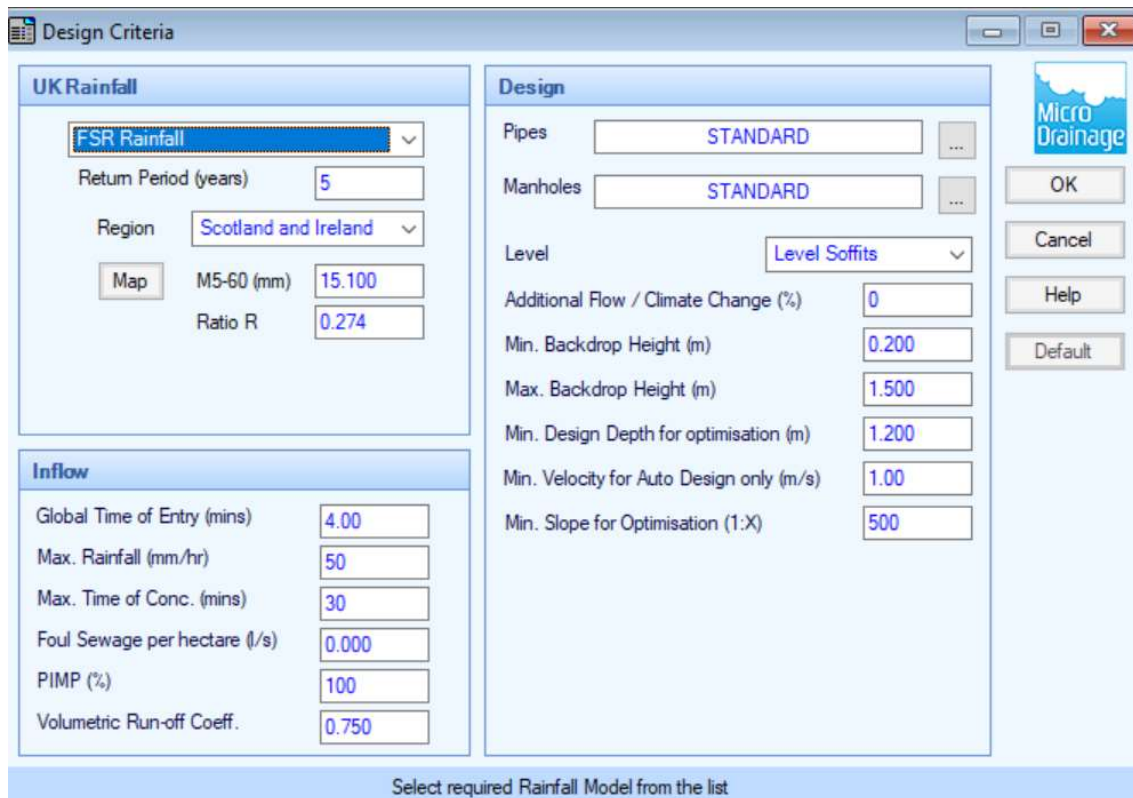 Design Criteria
UK Rainfall
FSR Rainfall
Return Period (years) 5
Region Scotland and Ireland
Map M5-60 (mm) 15.100
Ratio R 0.274
Inflow
Global Time of Entry (mins) 4.00
Max. Rainfall (mm/hr) 50
Max. Time of Conc. (mins) 30
Foul Sewage per hectare (l/s) 0.000
PIMP (%) 100
Volumetric Run-off Coeff. 0.750
Design
Pipes STANDARD ...
Manholes STANDARD ...
Level Level Soffits
Additional Flow / Climate Change (%) 0
Min. Backdrop Height (m) 0.200
Max. Backdrop Height (m) 1.500
Min. Design Depth for optimisation (m) 1.200
Min. Velocity for Auto Design only (m/s) 1.00
Min. Slope for Optimisation (1:X) 500
Micro
Drainage
OK
Cancel
Help
Default
Select required Rainfall Model from the list